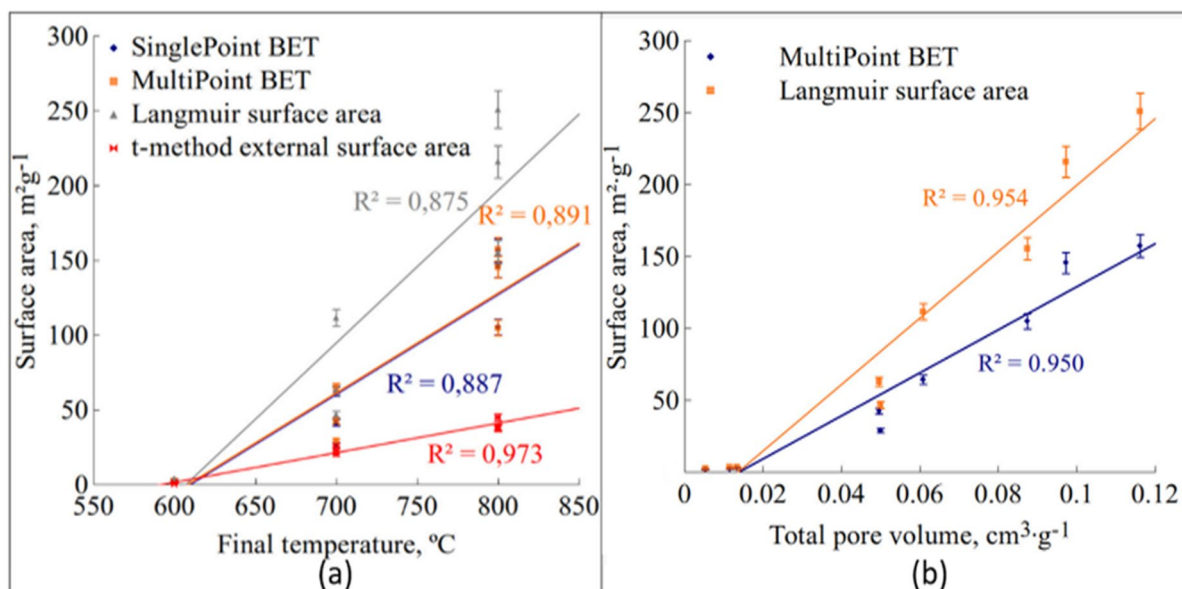 300
SinglePoint BET
MultiPoint BET
Langmuir surface area
t-method external surface area
250
200
150
100
50
0
Surface area, m²g⁻¹
R² = 0,875
R² = 0,891
R² = 0,887
R² = 0,973
550 600 650 700 750 800 850
Final temperature, ºC
(a)
300
MultiPoint BET
Langmuir surface area
250
200
150
100
50
Surface area, m²·g⁻¹
R² = 0.954
R² = 0.950
0 0.02 0.04 0.06 0.08 0.1 0.12
Total pore volume, cm³·g⁻¹
(b)